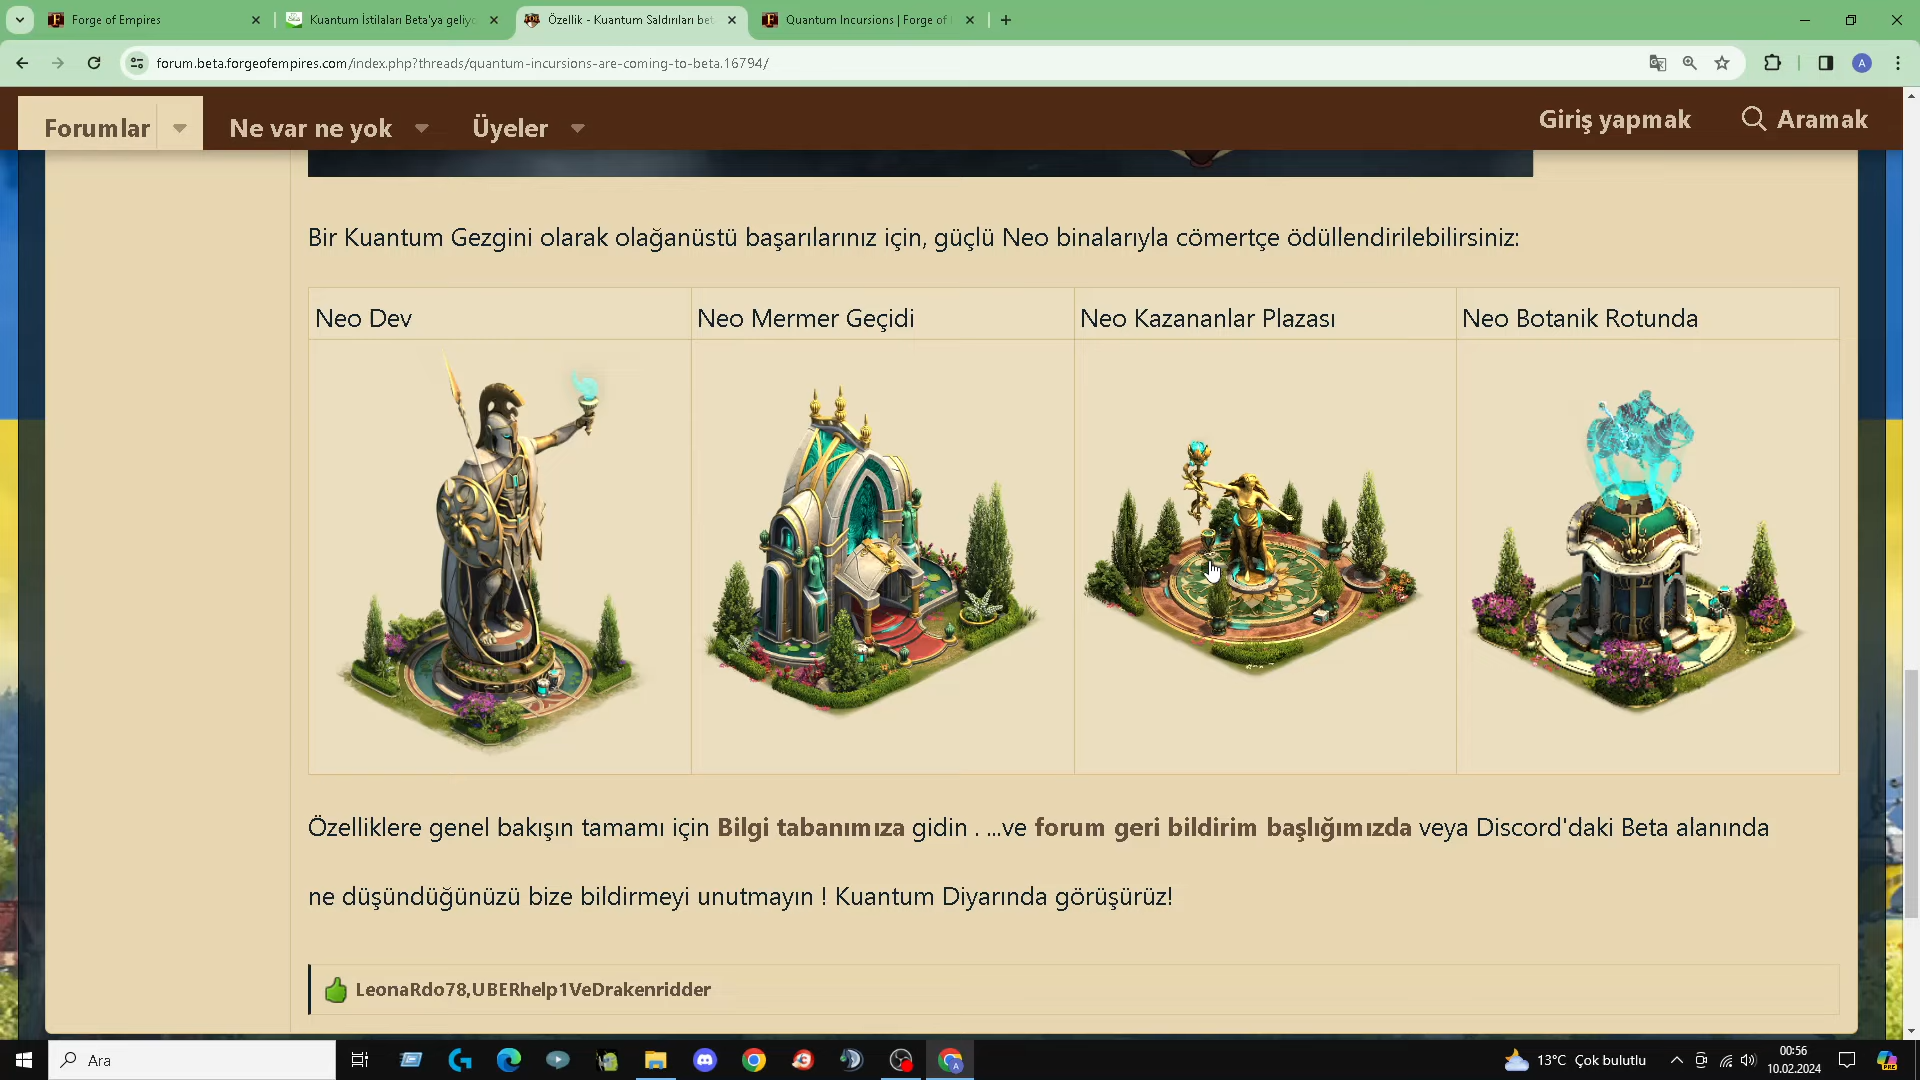 Forge of Empires
Kuantum İstilaları Beta'ya geliyo
Özellik - Kuantum Saldırıları bet
Quantum Incursions | Forge of
forum.beta.forgeofempires.com/index.php?threads/quantum-incursions-are-coming-to-beta.16794/
A
Forumlar
Ne var ne yok
Üyeler
Giriş yapmak
Aramak
Bir Kuantum Gezgini olarak olağanüstü başarılarınız için, güçlü Neo binalarıyla cömertçe ödüllendirilebilirsiniz:
Neo Dev
Neo Mermer Geçidi
Neo Kazananlar Plazası
Neo Botanik Rotunda
Özelliklere genel bakışın tamamı için Bilgi tabanımıza gidin . ...ve forum geri bildirim başlığımızda veya Discord'daki Beta alanında
ne düşündüğünüzü bize bildirmeyi unutmayın ! Kuantum Diyarında görüşürüz!
LeonaRdo78,UBERhelp1VeDrakenridder
Ara
13°C Çok bulutlu
00:56
10.02.2024